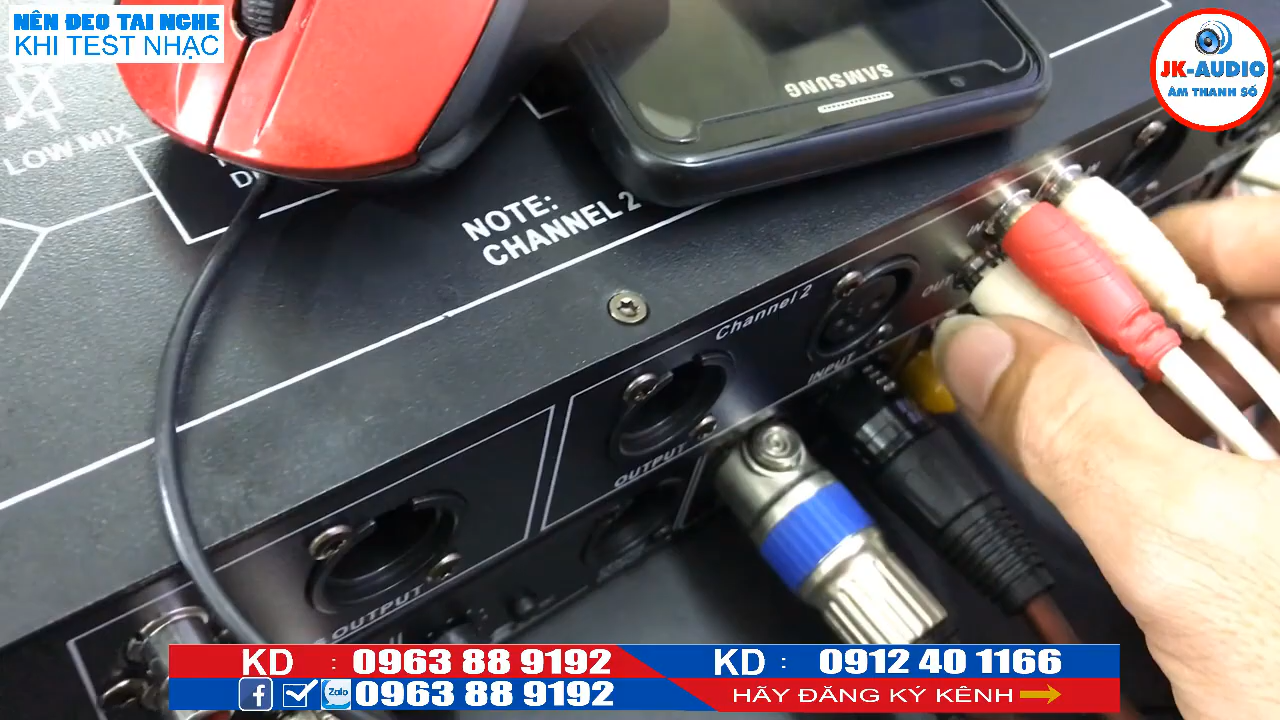 NÊN ĐEO TAI NGHE
KHI TEST NHẠC
JK-AUDIO
ÂM THANH SỐ
SAMSUNG
LOW MIX
NOTE:
CHANNEL 2
Channel 2
INPUT
OUTPUT
OUTPUT
KD : 0963 88 9192
0963 88 9192
KD : 0912 40 1166
HÃY ĐĂNG KÝ KÊNH